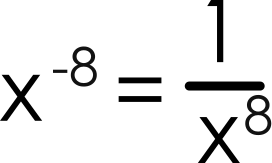 x⁻⁸ = 1/x⁸